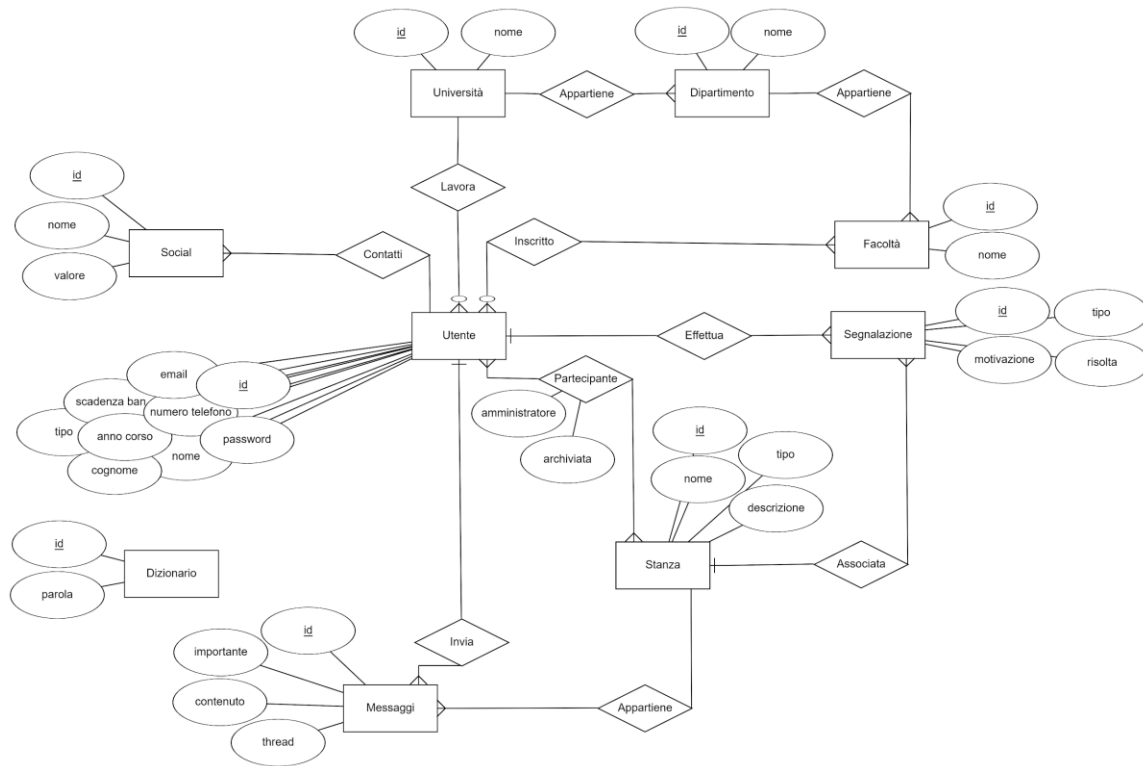 id
nome
id
nome
Università
Appartiene
Dipartimento
Appartiene
id
Lavora
nome
id
Social
Contatti
Inscritto
Facoltà
valore
nome
Utente
Effettua
Segnalazione
id
tipo
motivazione
risolta
email
id
scadenza ban
numero telefono
tipo
anno corso
password
cognome
nome
Partecipante
amministratore
archiviata
id
tipo
nome
descrizione
id
Dizionario
parola
Stanza
Associata
id
Invia
importante
contenuto
Messaggi
Appartiene
thread